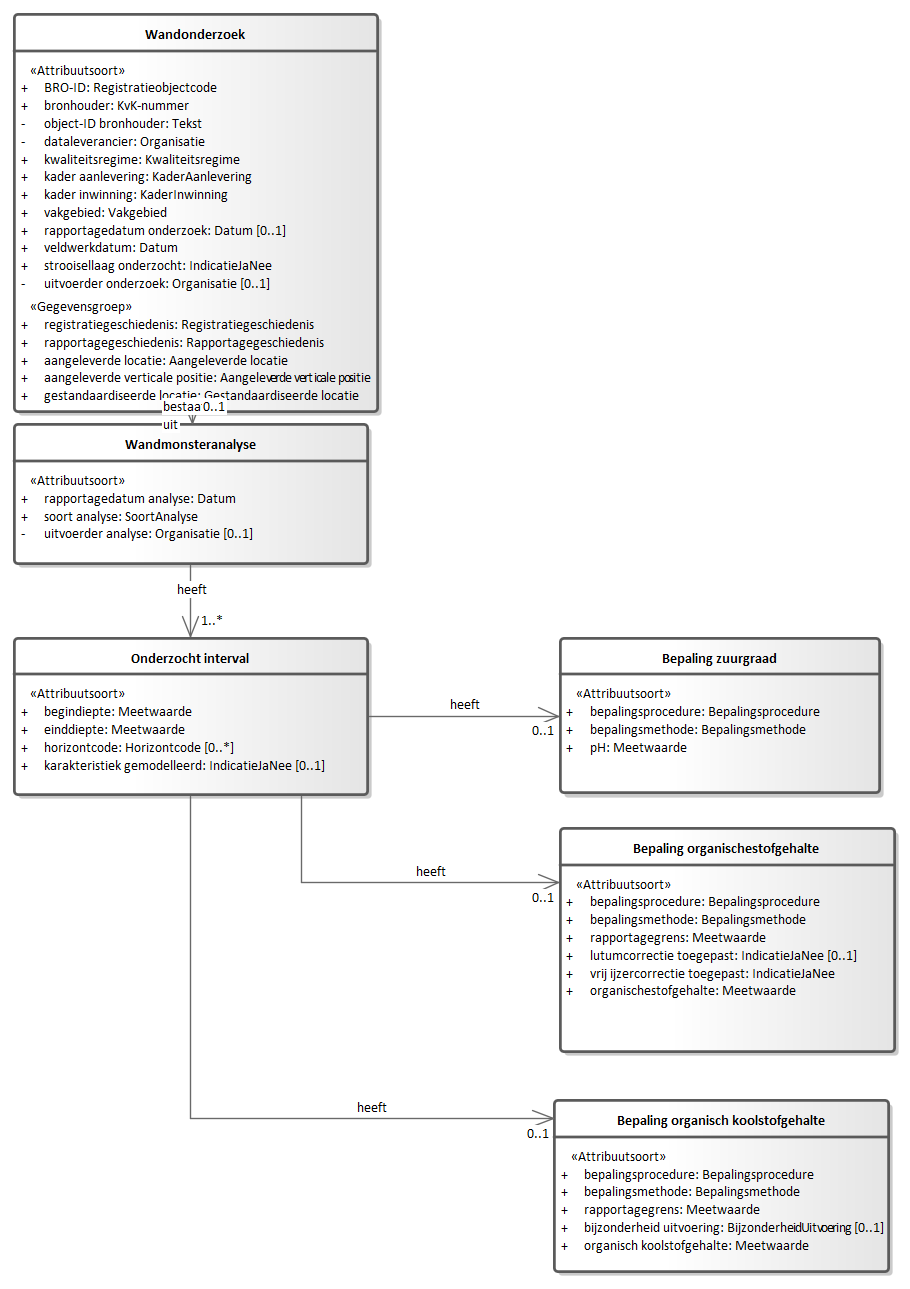 Wandonderzoek
«Attribuutsoort»
+ BRO-ID: Registratieobjectcode
+ bronhouder: KvK-nummer
- object-ID bronhouder: Tekst
- dataleverancier: Organisatie
+ kwaliteitsregime: Kwaliteitsregime
+ kader aanlevering: KaderAanlevering
+ kader inwinning: KaderInwinning
+ vakgebied: Vakgebied
+ rapportagedatum onderzoek: Datum [0..1]
+ veldwerkdatum: Datum
+ strooisellaag onderzocht: IndicatieJaNee
- uitvoerder onderzoek: Organisatie [0..1]
«Gegevensgroep»
+ registratiegeschiedenis: Registratiegeschiedenis
+ rapportagegeschiedenis: Rapportagegeschiedenis
+ aangeleverde locatie: Aangeleverde locatie
+ aangeleverde verticale positie: Aangeleverde verticale positie
+ gestandaardiseerde locatie: Gestandaardiseerde locatie
bestaa 0..1
uit
Wandmonsteranalyse
«Attribuutsoort»
+ rapportagedatum analyse: Datum
+ soort analyse: SoortAnalyse
- uitvoerder analyse: Organisatie [0..1]
heeft
1..*
Onderzocht interval
«Attribuutsoort»
+ begindiepte: Meetwaarde
+ einddiepte: Meetwaarde
+ horizontcode: Horizontcode [0..*]
+ karakteristiek gemodelleerd: IndicatieJaNee [0..1]
heeft
0..1
Bepaling zuurgraad
«Attribuutsoort»
+ bepalingsprocedure: Bepalingsprocedure
+ bepalingsmethode: Bepalingsmethode
+ pH: Meetwaarde
heeft
0..1
Bepaling organischestofgehalte
«Attribuutsoort»
+ bepalingsprocedure: Bepalingsprocedure
+ bepalingsmethode: Bepalingsmethode
+ rapportagegrens: Meetwaarde
+ lutumcorrectie toegepast: IndicatieJaNee [0..1]
+ vrij ijzercorrectie toegepast: IndicatieJaNee
+ organischestofgehalte: Meetwaarde
heeft
0..1
Bepaling organisch koolstofgehalte
«Attribuutsoort»
+ bepalingsprocedure: Bepalingsprocedure
+ bepalingsmethode: Bepalingsmethode
+ rapportagegrens: Meetwaarde
+ bijzonderheid uitvoering: BijzonderheidUitvoering [0..1]
+ organisch koolstofgehalte: Meetwaarde